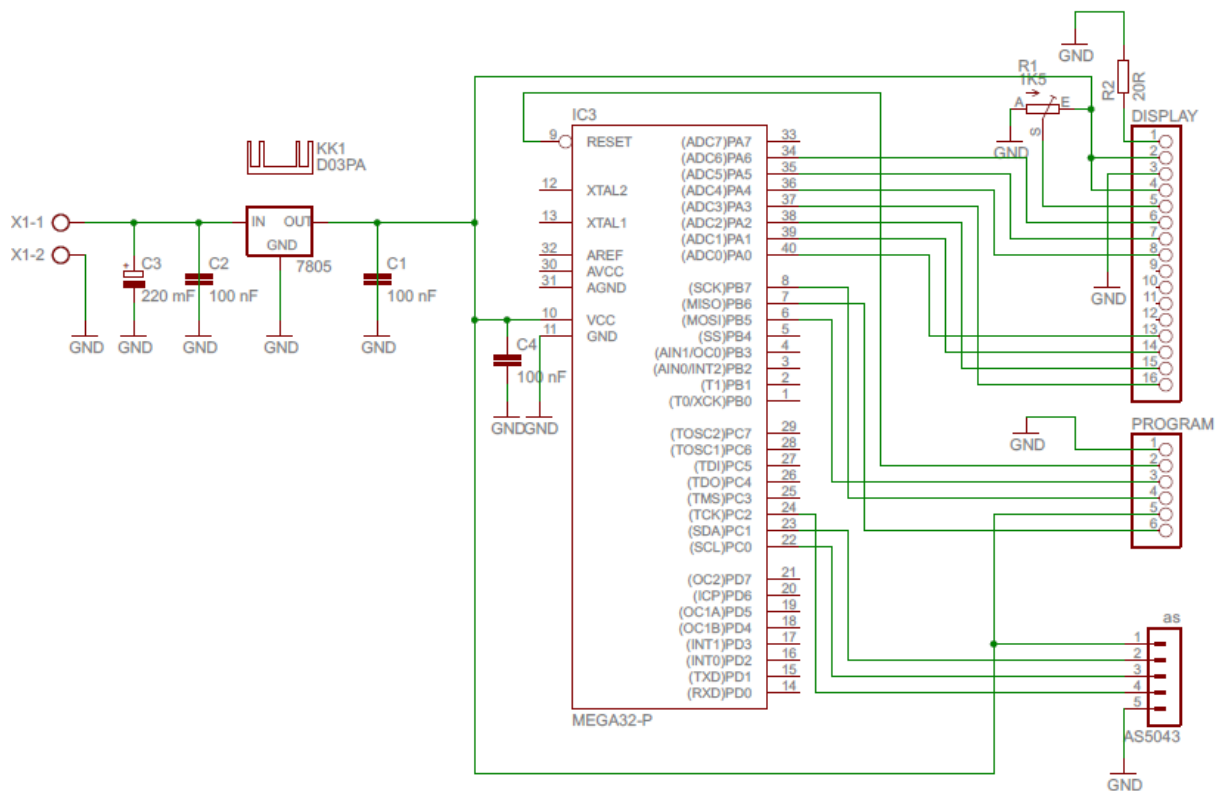 X1-1
X1-2
GND
C3
+
220 mF
GND
C2
100 nF
GND
KK1
D03PA
IN
OUT
GND
7805
GND
C1
100 nF
GND
C4
100 nF
GND
GND
IC3
9
RESET
12
XTAL2
13
XTAL1
32
AREF
30
AVCC
31
AGND
10
VCC
11
GND
(ADC7)PA7 33
(ADC6)PA6 34
(ADC5)PA5 35
(ADC4)PA4 36
(ADC3)PA3 37
(ADC2)PA2 38
(ADC1)PA1 39
(ADC0)PA0 40
(SCK)PB7 8
(MISO)PB6 7
(MOSI)PB5 6
(SS)PB4 5
(AIN1/OC0)PB3 4
(AIN0/INT2)PB2 3
(T1)PB1 2
(T0/XCK)PB0 1
(TOSC2)PC7 29
(TOSC1)PC6 28
(TDI)PC5 27
(TDO)PC4 26
(TMS)PC3 25
(TCK)PC2 24
(SDA)PC1 23
(SCL)PC0 22
(OC2)PD7 21
(ICP)PD6 20
(OC1A)PD5 19
(OC1B)PD4 18
(INT1)PD3 17
(INT0)PD2 16
(TXD)PD1 15
(RXD)PD0 14
MEGA32-P
GND
R1
1K5
A
E
S
GND
R2
20R
GND
DISPLAY
1
2
3
4
5
6
7
8
9
10
11
12
13
14
15
16
GND
PROGRAM
1
2
3
4
5
6
as
1
2
3
4
5
AS5043
GND